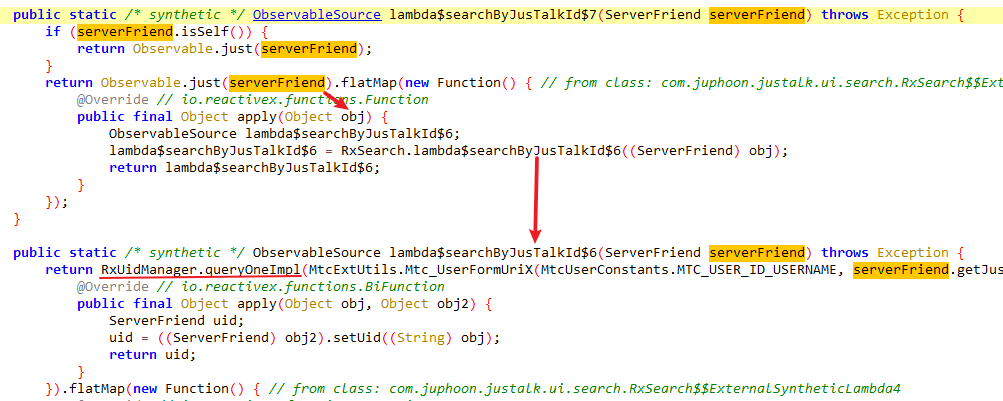 public static /* synthetic */ ObservableSource lambda$searchByJusTalkId$7(ServerFriend serverFriend) throws Exception {
if (serverFriend.isSelf()) {
return Observable.just(serverFriend);
}
return Observable.just(serverFriend).flatMap(new Function() { // from class: com.juphoon.justalk.ui.search.RxSearch$$Ext
@Override // io.reactivex.functions.Function
public final Object apply(Object obj) {
ObservableSource lambda$searchByJusTalkId$6;
lambda$searchByJusTalkId$6 = RxSearch.lambda$searchByJusTalkId$6((ServerFriend) obj);
return lambda$searchByJusTalkId$6;
}
});
}
public static /* synthetic */ ObservableSource lambda$searchByJusTalkId$6(ServerFriend serverFriend) throws Exception {
return RxUidManager.queryOneImpl(MtcExtUtils.Mtc_UserFormUriX(MtcUserConstants.MTC_USER_ID_USERNAME, serverFriend.getJus
@Override // io.reactivex.functions.BiFunction
public final Object apply(Object obj, Object obj2) {
ServerFriend uid;
uid = ((ServerFriend) obj2).setUid((String) obj);
return uid;
}
}).flatMap(new Function() { // from class: com.juphoon.justalk.ui.search.RxSearch$$ExternalSyntheticLambda4